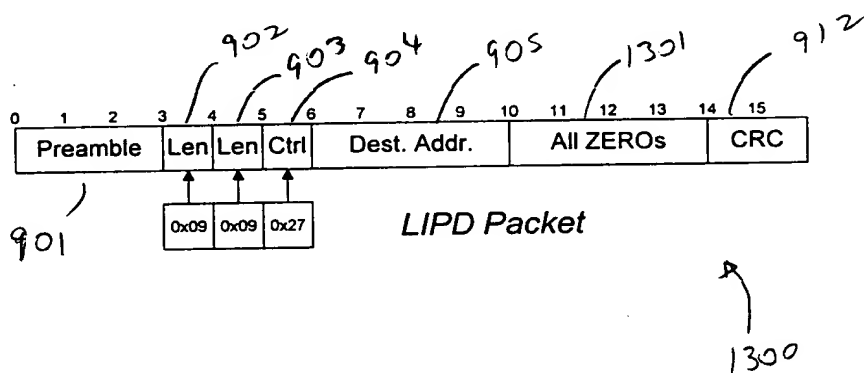 902 903 904 905 1301 912
0 1 2 3 4 5 6 7 8 9 10 11 12 13 14 15
Preamble Len Len Ctrl Dest. Addr. All ZEROs CRC
901 0x09 0x09 0x27 LIPD Packet
1300